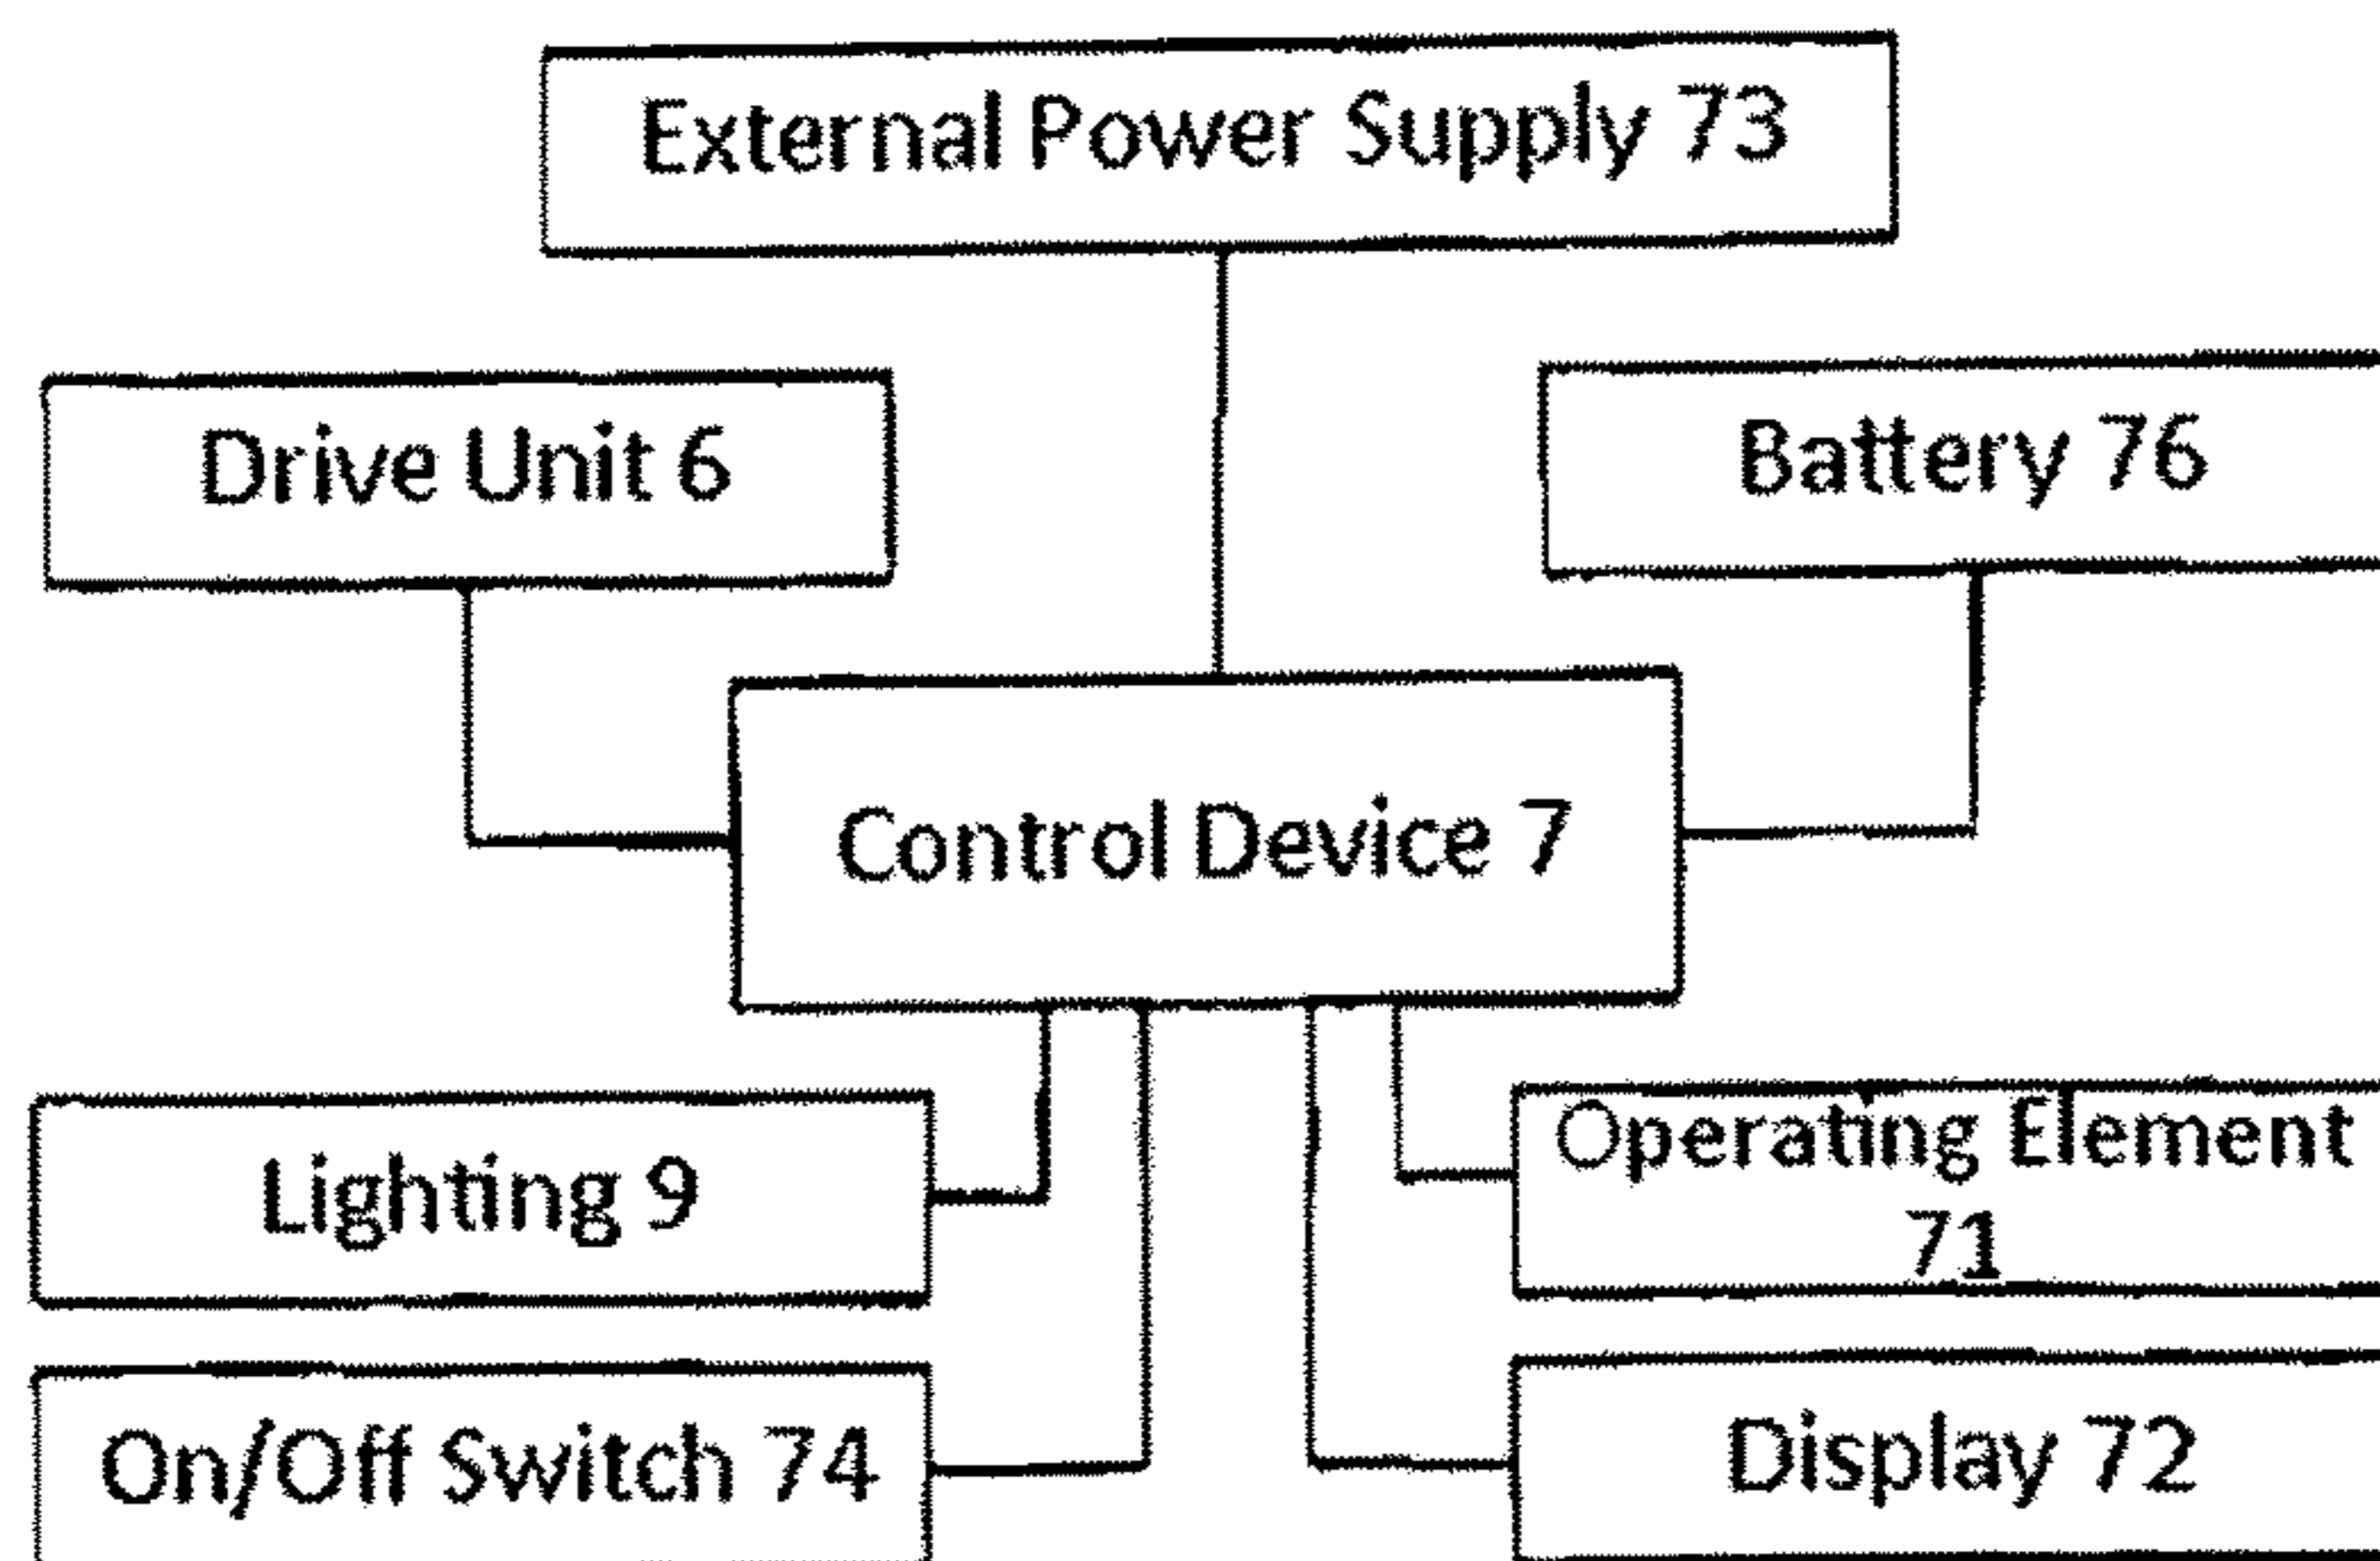 External Power Supply 73
Drive Unit 6
Battery 76
Control Device 7
Lighting 9
Operating Element
71
On/Off Switch 74
Display 72